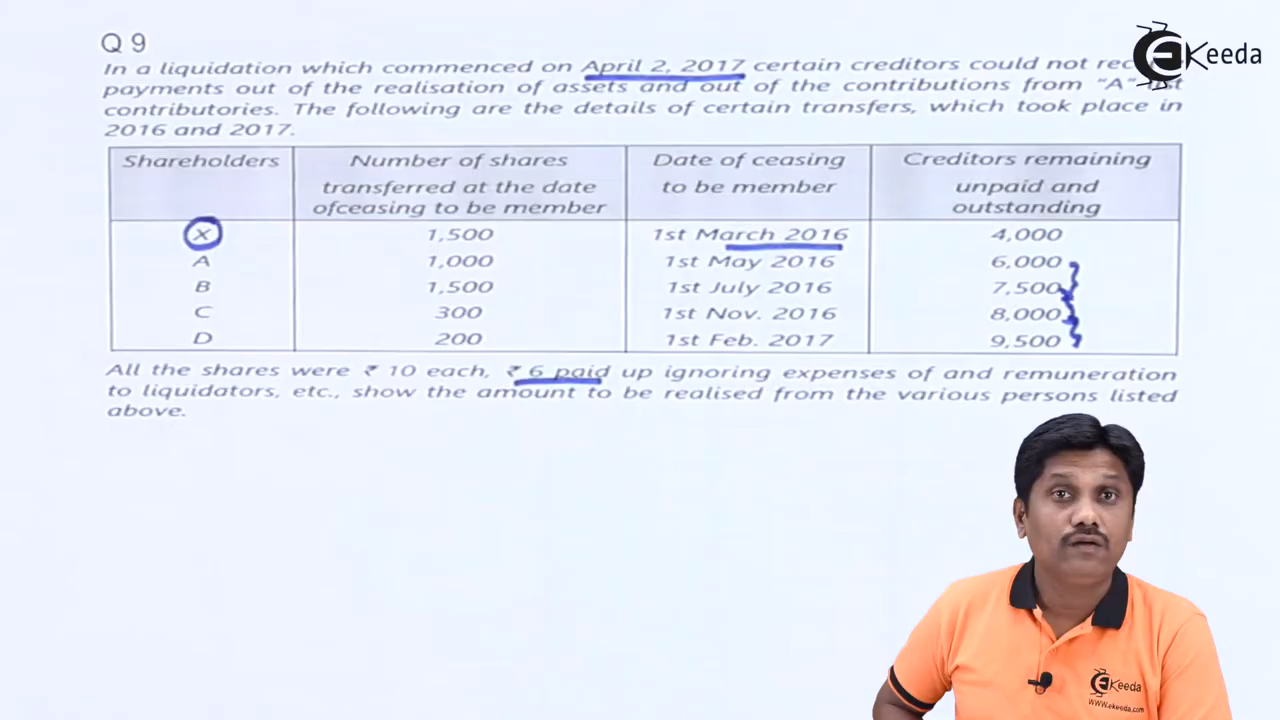 Q 9
In a liquidation which commenced on April 2, 2017 certain creditors could not
payments out of the realisation of assets and out of the contributions from "A"
contributories. The following are the details of certain transfers, which took place in
2016 and 2017.
Shareholders Number of shares transferred at the date ofceasing to be member Date of ceasing to be member Creditors remaining unpaid and outstanding
X 1,500 1st March 2016 4,000
A 1,000 1st May 2016 6,000
B 1,500 1st July 2016 7,500
C 300 1st Nov. 2016 8,000
D 200 1st Feb. 2017 9,500
All the shares were ₹ 10 each, ₹ 6 paid up ignoring expenses of and remuneration
to liquidators, etc., show the amount to be realised from the various persons listed
above.
eKeeda
eKeeda
www.ekeeda.com